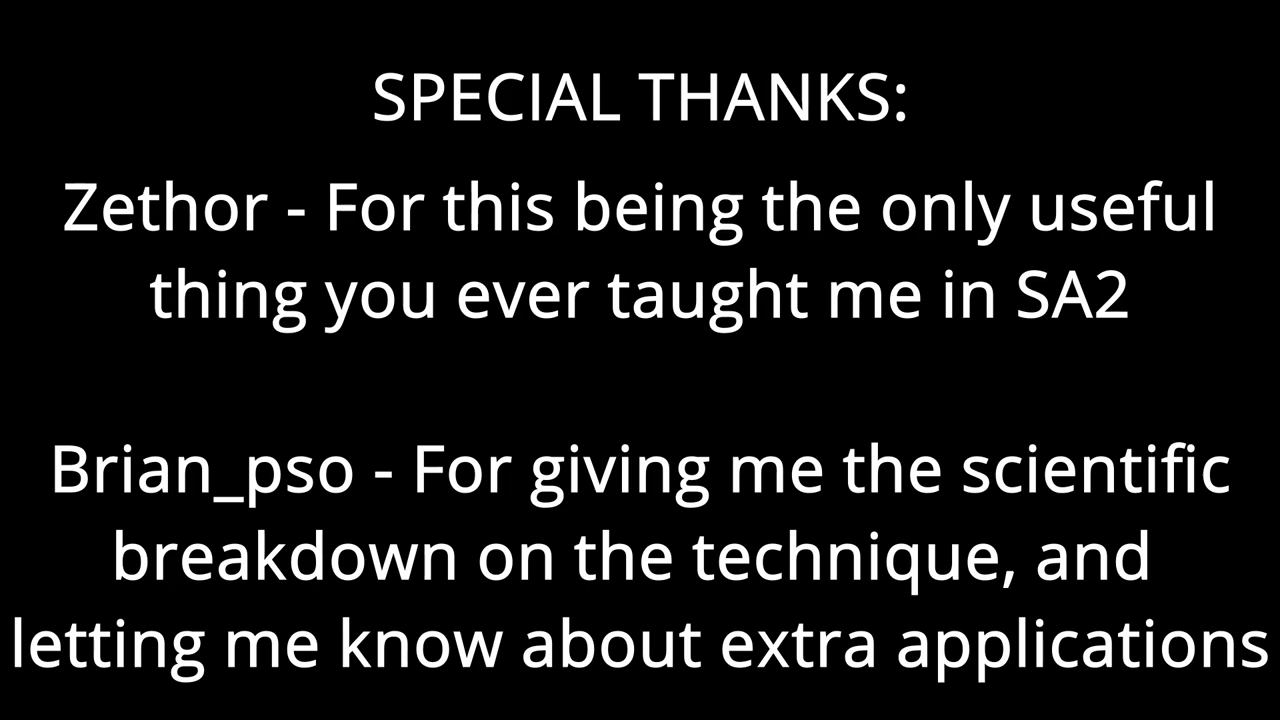 SPECIAL THANKS:
Zethor - For this being the only useful
thing you ever taught me in SA2
Brian_pso - For giving me the scientific
breakdown on the technique, and
letting me know about extra applications